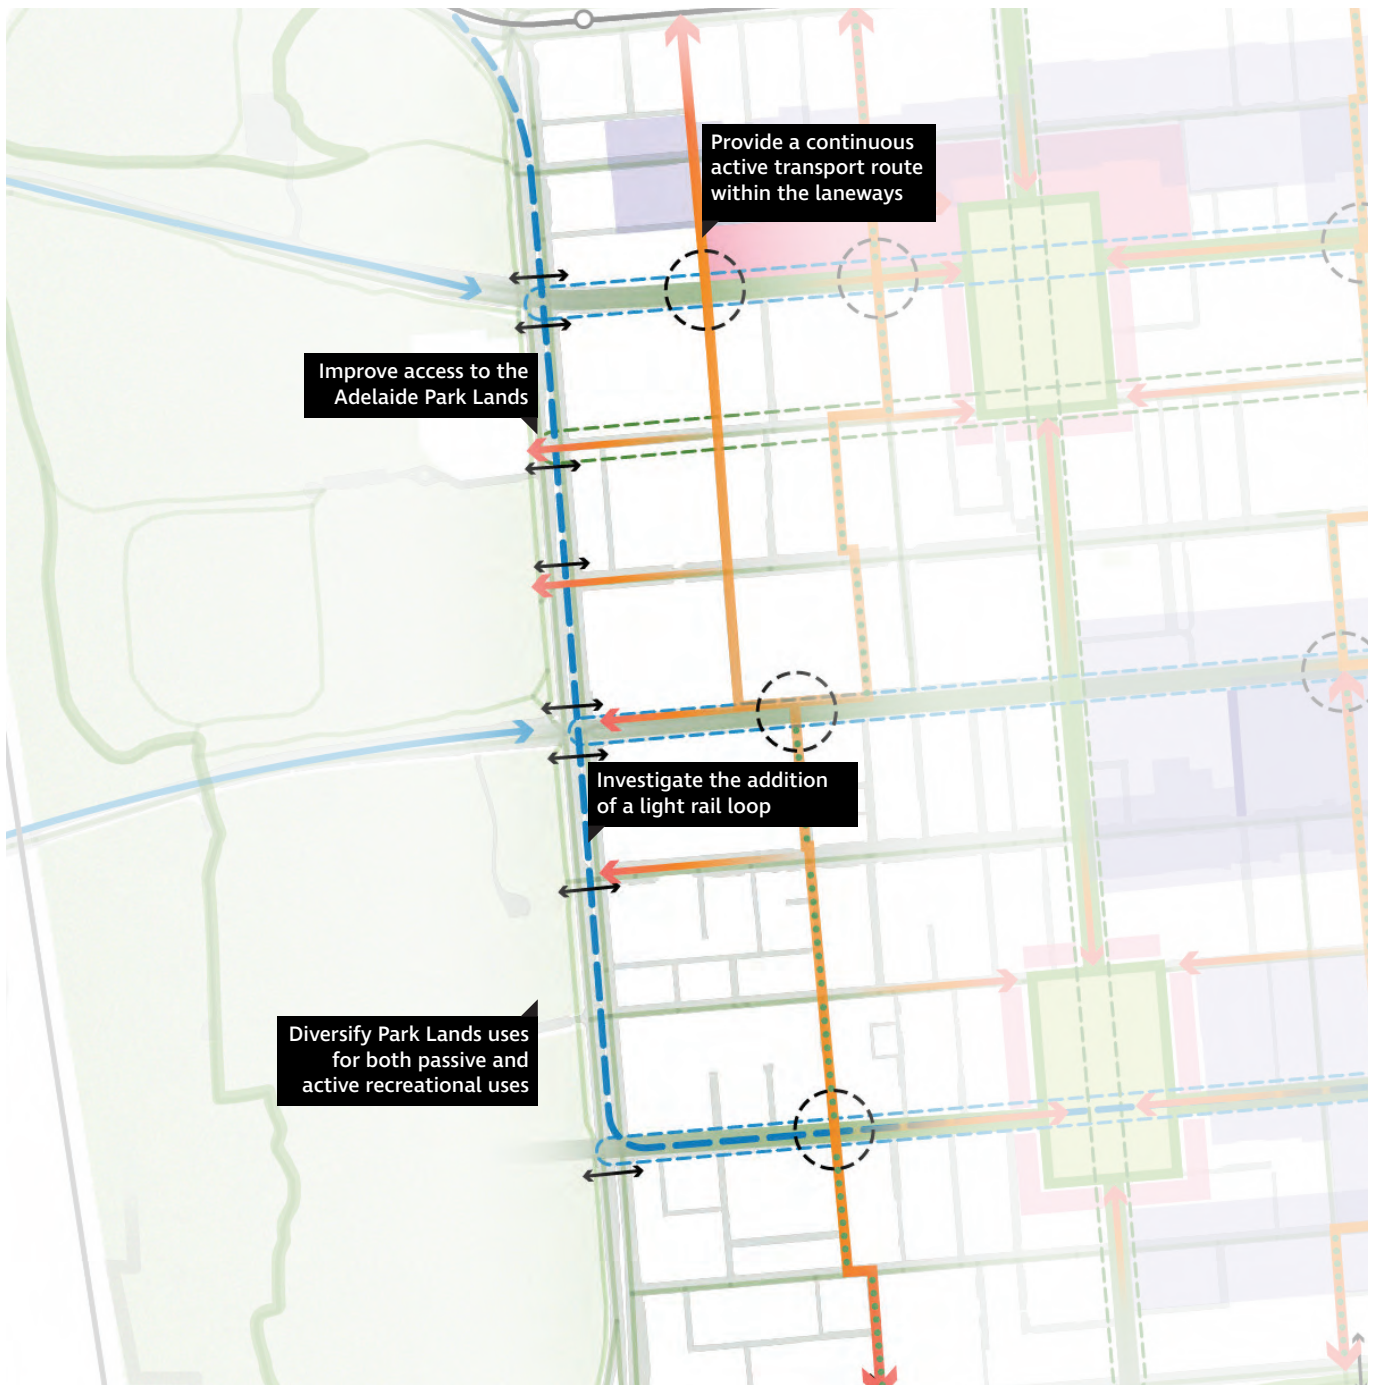 Provide a continuous
active transport route
within the laneways
Improve access to the
Adelaide Park Lands
Investigate the addition
of a light rail loop
Diversify Park Lands uses
for both passive and
active recreational uses